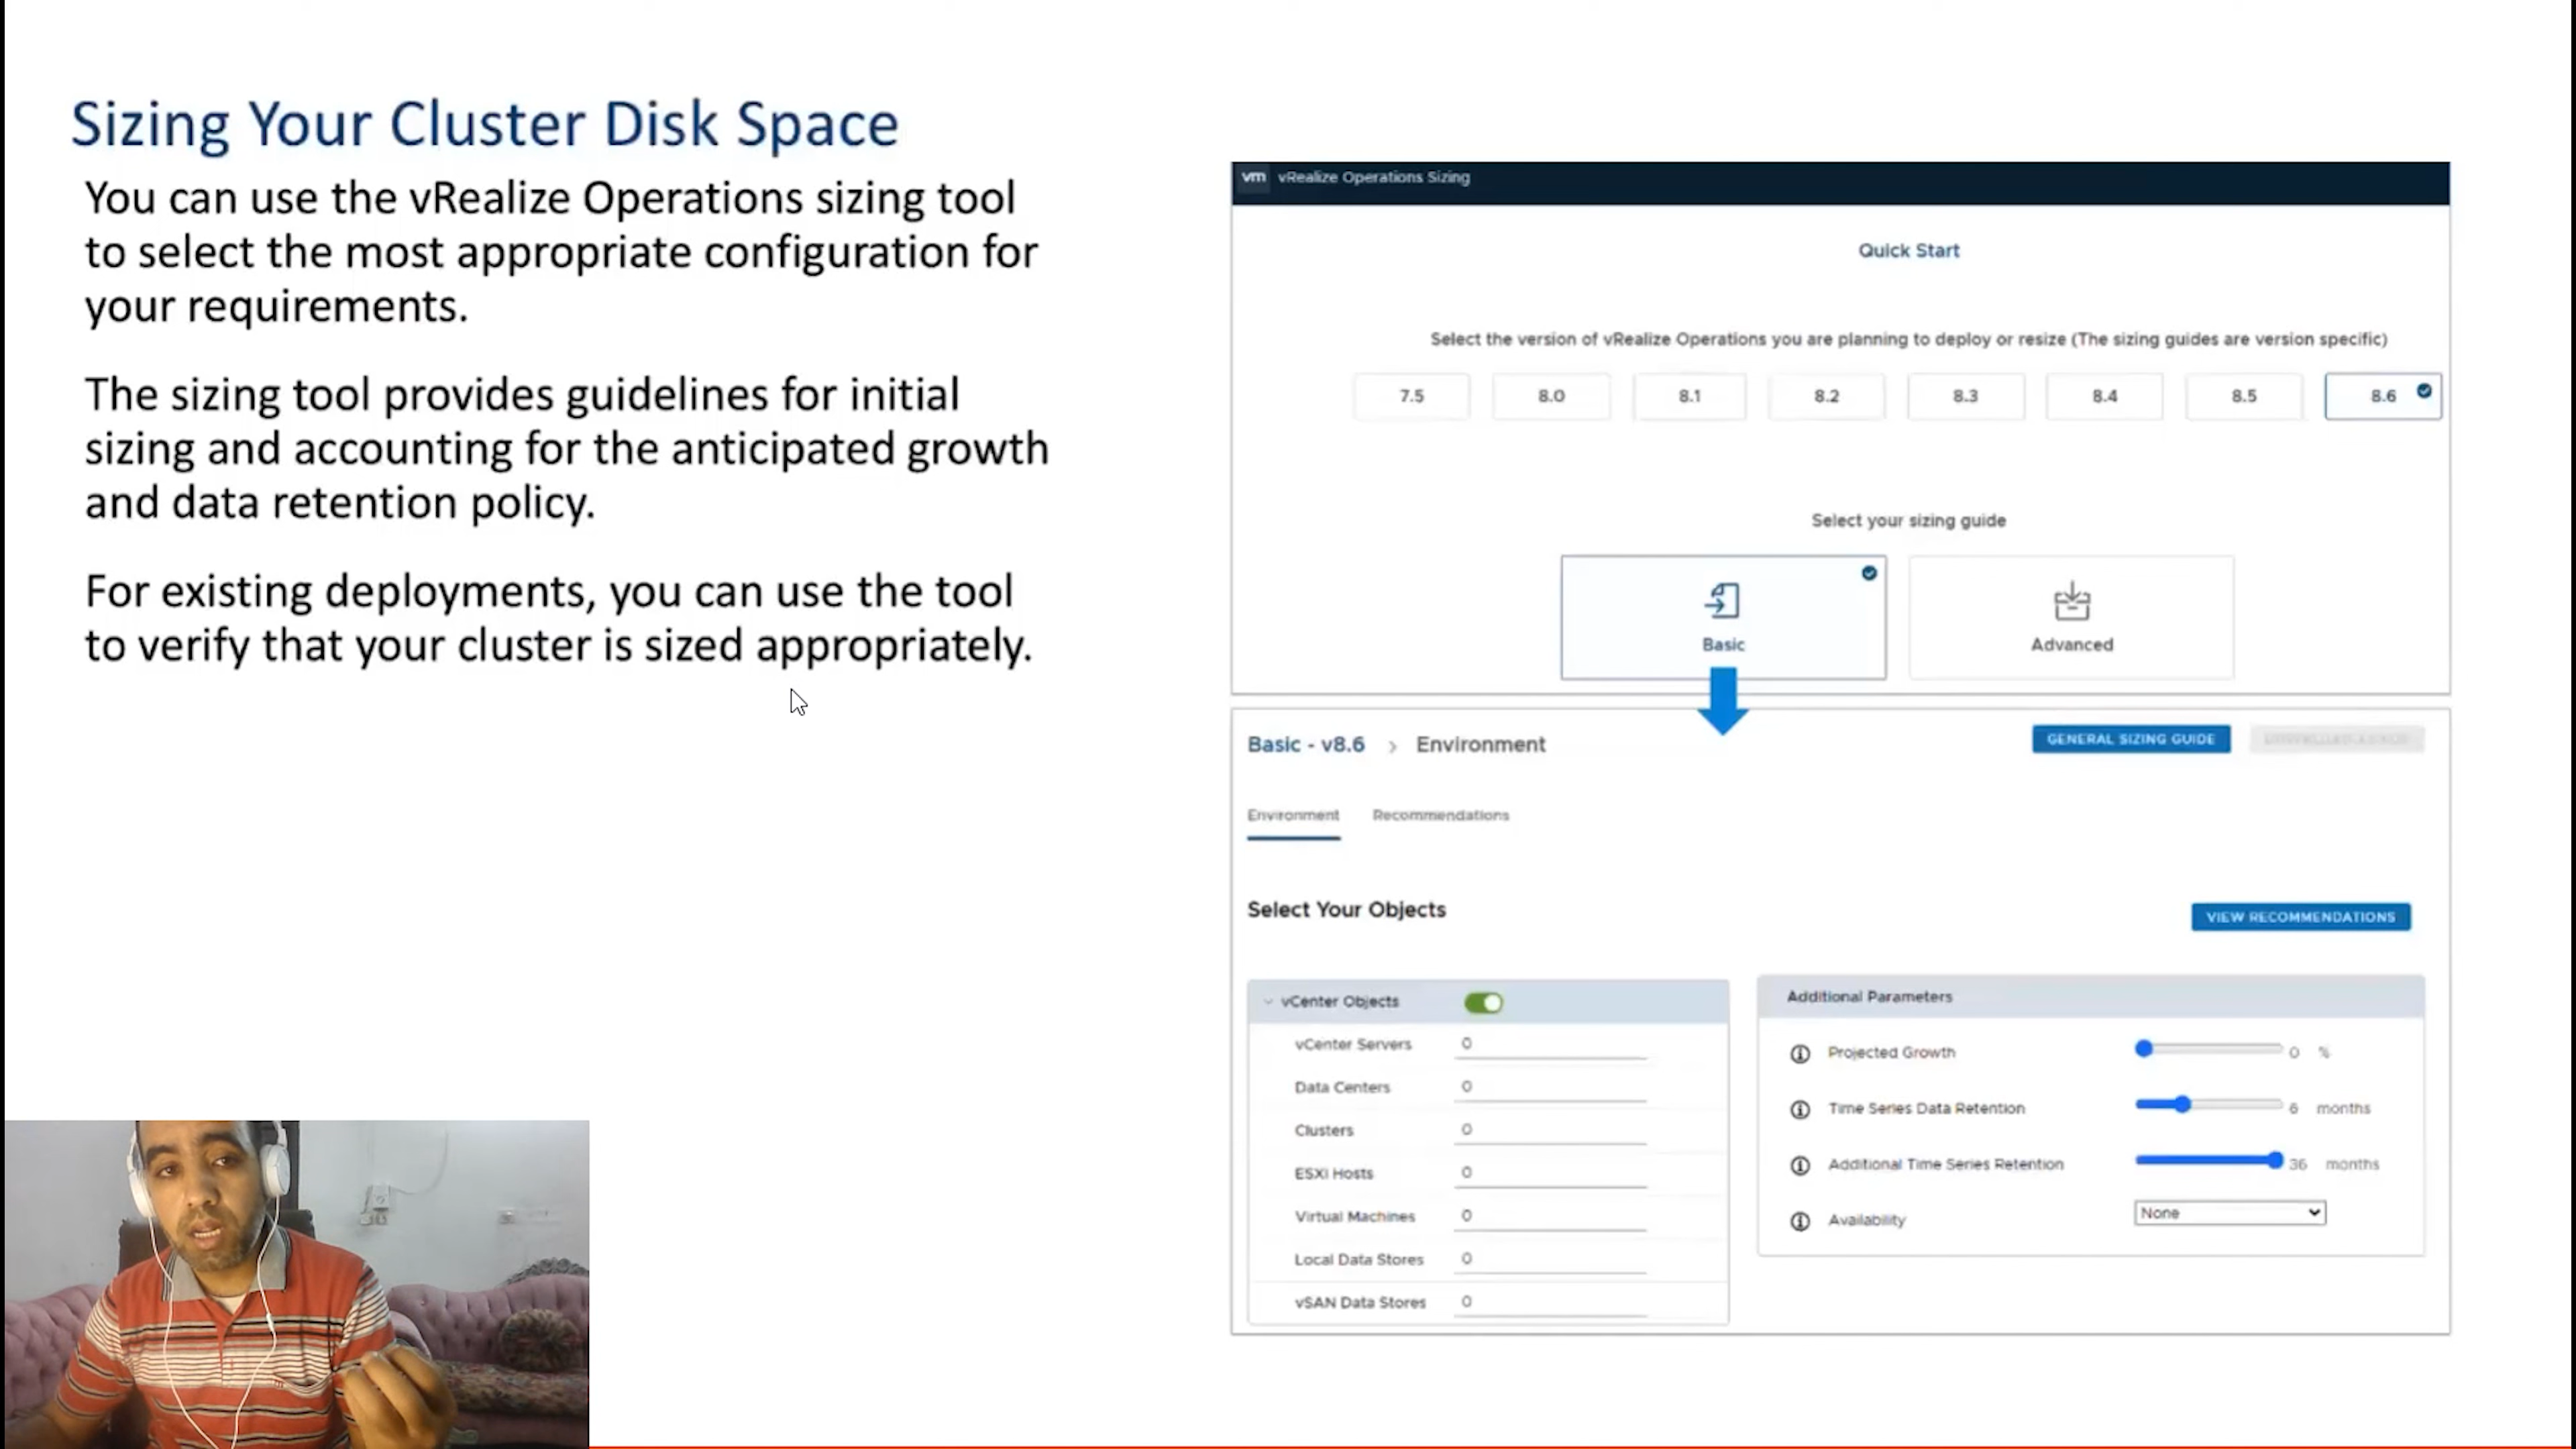 Sizing Your Cluster Disk Space
You can use the vRealize Operations sizing tool
to select the most appropriate configuration for
your requirements.
The sizing tool provides guidelines for initial
sizing and accounting for the anticipated growth
and data retention policy.
For existing deployments, you can use the tool
to verify that your cluster is sized appropriately.
vm vRealize Operations Sizing
Quick Start
Select the version of vRealize Operations you are planning to deploy or resize (The sizing guides are version specific)
7.5 8.0 8.1 8.2 8.3 8.4 8.5 8.6
Select your sizing guide
Basic Advanced
Basic - v8.6 > Environment GENERAL SIZING GUIDE
Environment Recommendations
Select Your Objects VIEW RECOMMENDATIONS
vCenter Objects
vCenter Servers 0
Data Centers 0
Clusters 0
ESXi Hosts 0
Virtual Machines 0
Local Data Stores 0
vSAN Data Stores 0
Additional Parameters
Projected Growth 0 %
Time Series Data Retention 6 months
Additional Time Series Retention 36 months
Availability None